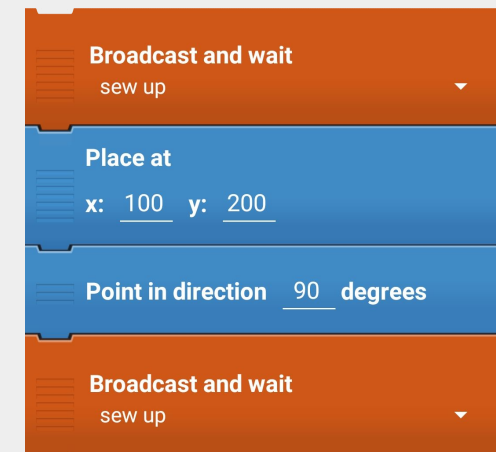 Broadcast and wait
sew up
Place at
x: 100 y: 200
Point in direction 90 degrees
Broadcast and wait
sew up